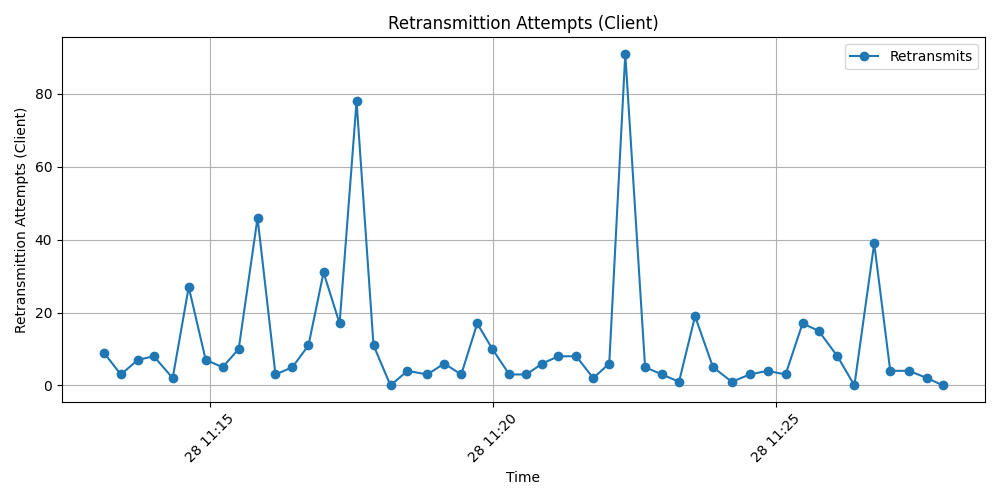 Retransmittion Attempts (Client)
Retransmits
Retransmittion Attempts (Client)
80
60
40
20
0
28 11:15
28 11:20
28 11:25
Time